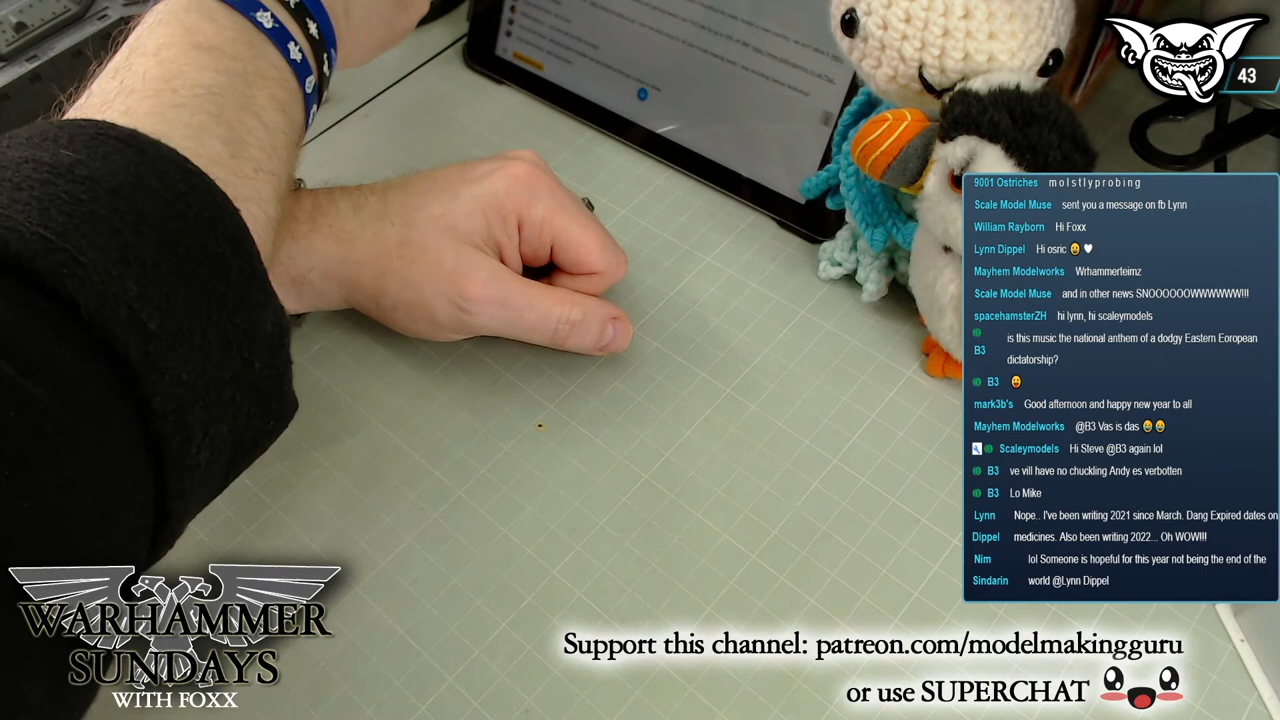 43
9001 Ostriches molstlyprobing
Scale Model Muse sent you a message on fb Lynn
William Rayborn Hi Foxx
Lynn Dippel Hi osric 😀 🤍
Mayhem Modelworks Wrhammerteimz
Scale Model Muse and in other news SNOOOOOOWWWWWW!!!
spacehamsterZH hi lynn, hi scaleymodels
is this music the national anthem of a dodgy Eastern Eoropean
B3 dictatorship?
B3 😛
mark3b's Good afternoon and happy new year to all
Mayhem Modelworks @B3 Vas is das 😂😂
Scaleymodels Hi Steve @B3 again lol
B3 ve vill have no chuckling Andy es verbotten
B3 Lo Mike
Lynn Nope.. I've been writing 2021 since March. Dang Expired dates on
Dippel medicines. Also been writing 2022... Oh WOW!!!
Nim lol Someone is hopeful for this year not being the end of the
Sindarin world @Lynn Dippel
WARHAMMER
SUNDAYS
WITH FOXX
Support this channel: patreon.com/modelmakingguru
or use SUPERCHAT